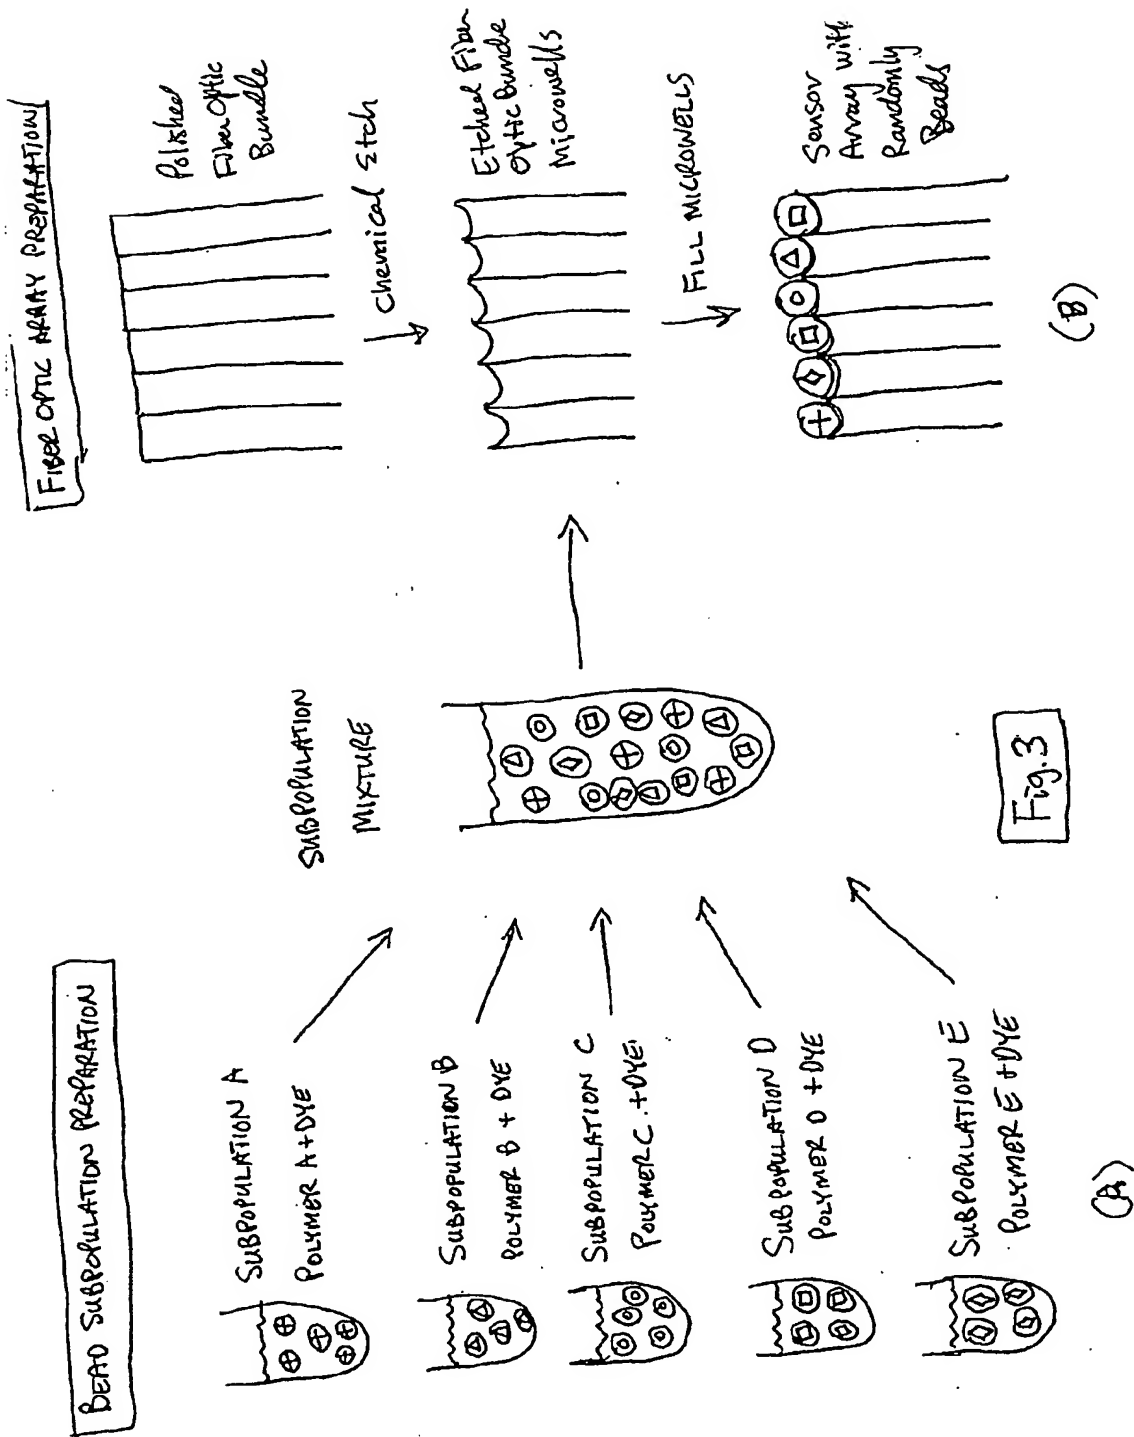 BEAD SUBPOPULATION PREPARATION
SUBPOPULATION A
POLYMER A+DYE
SUBPOPULATION B
POLYMER B + DYE
SUBPOPULATION C
POLYMER C.+DYE
SUBPOPULATION D
POLYMER D +DYE
SUBPOPULATION E
POLYMER E +DYE
(A)
SUBPOPULATION
MIXTURE
Fig.3
FIBER OPTIC ARRAY PREPARATION
Polished
Fiber Optic
Bundle
Chemical Etch
Etched Fiber
Optic Bundle
Microwells
FILL MICROWELLS
Sensor
Array with
Randomly
Beads
(B)